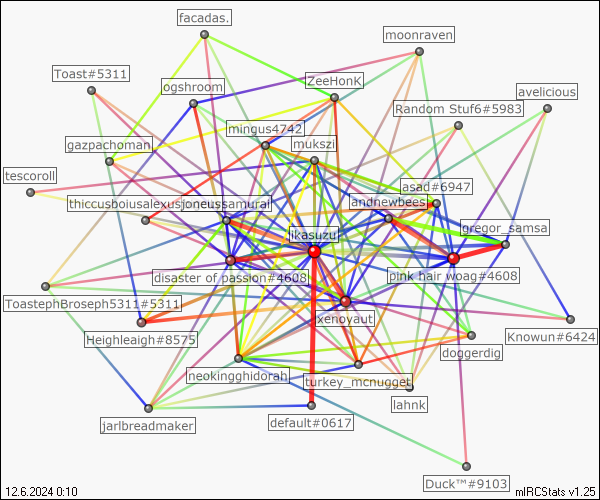 facadas.
moonraven
Toast#5311
ZeeHonK
ogshroom
avelicious
Random Stuf6#5983
mingus4742
mukszi
gazpachoman
tescoroll
asad#6947
thiccusboiusalexusjoneussamurai
andnewbees
gregor_samsa
jikasuzu
disaster of passion#4608
pink hair woag#4608
ToastephBroseph5311#5311
xenovaut
Heighleaigh#8575
Knowun#6424
doggerdig
neokingghidorah
turkey_mcnugget
lahnk
jarlbreadmaker
default#0617
Duck™#9103
12.6.2024 0:10
mIRCStats v1.25